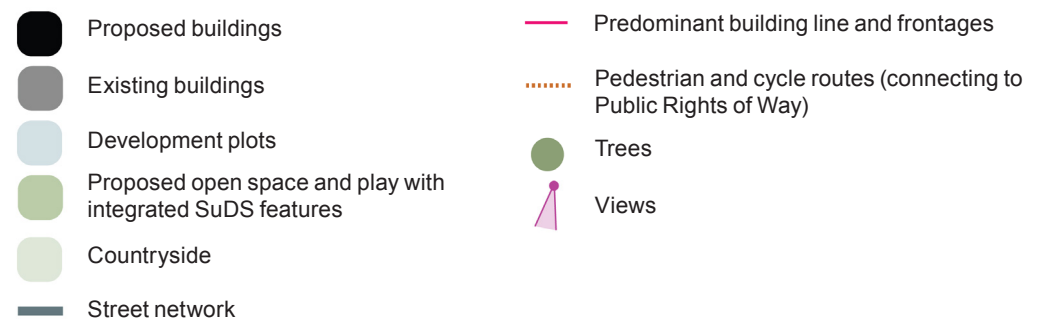 Proposed buildings
Existing buildings
Development plots
Proposed open space and play with
integrated SuDS features
Countryside
Street network
Predominant building line and frontages
Pedestrian and cycle routes (connecting to
Public Rights of Way)
Trees
Views